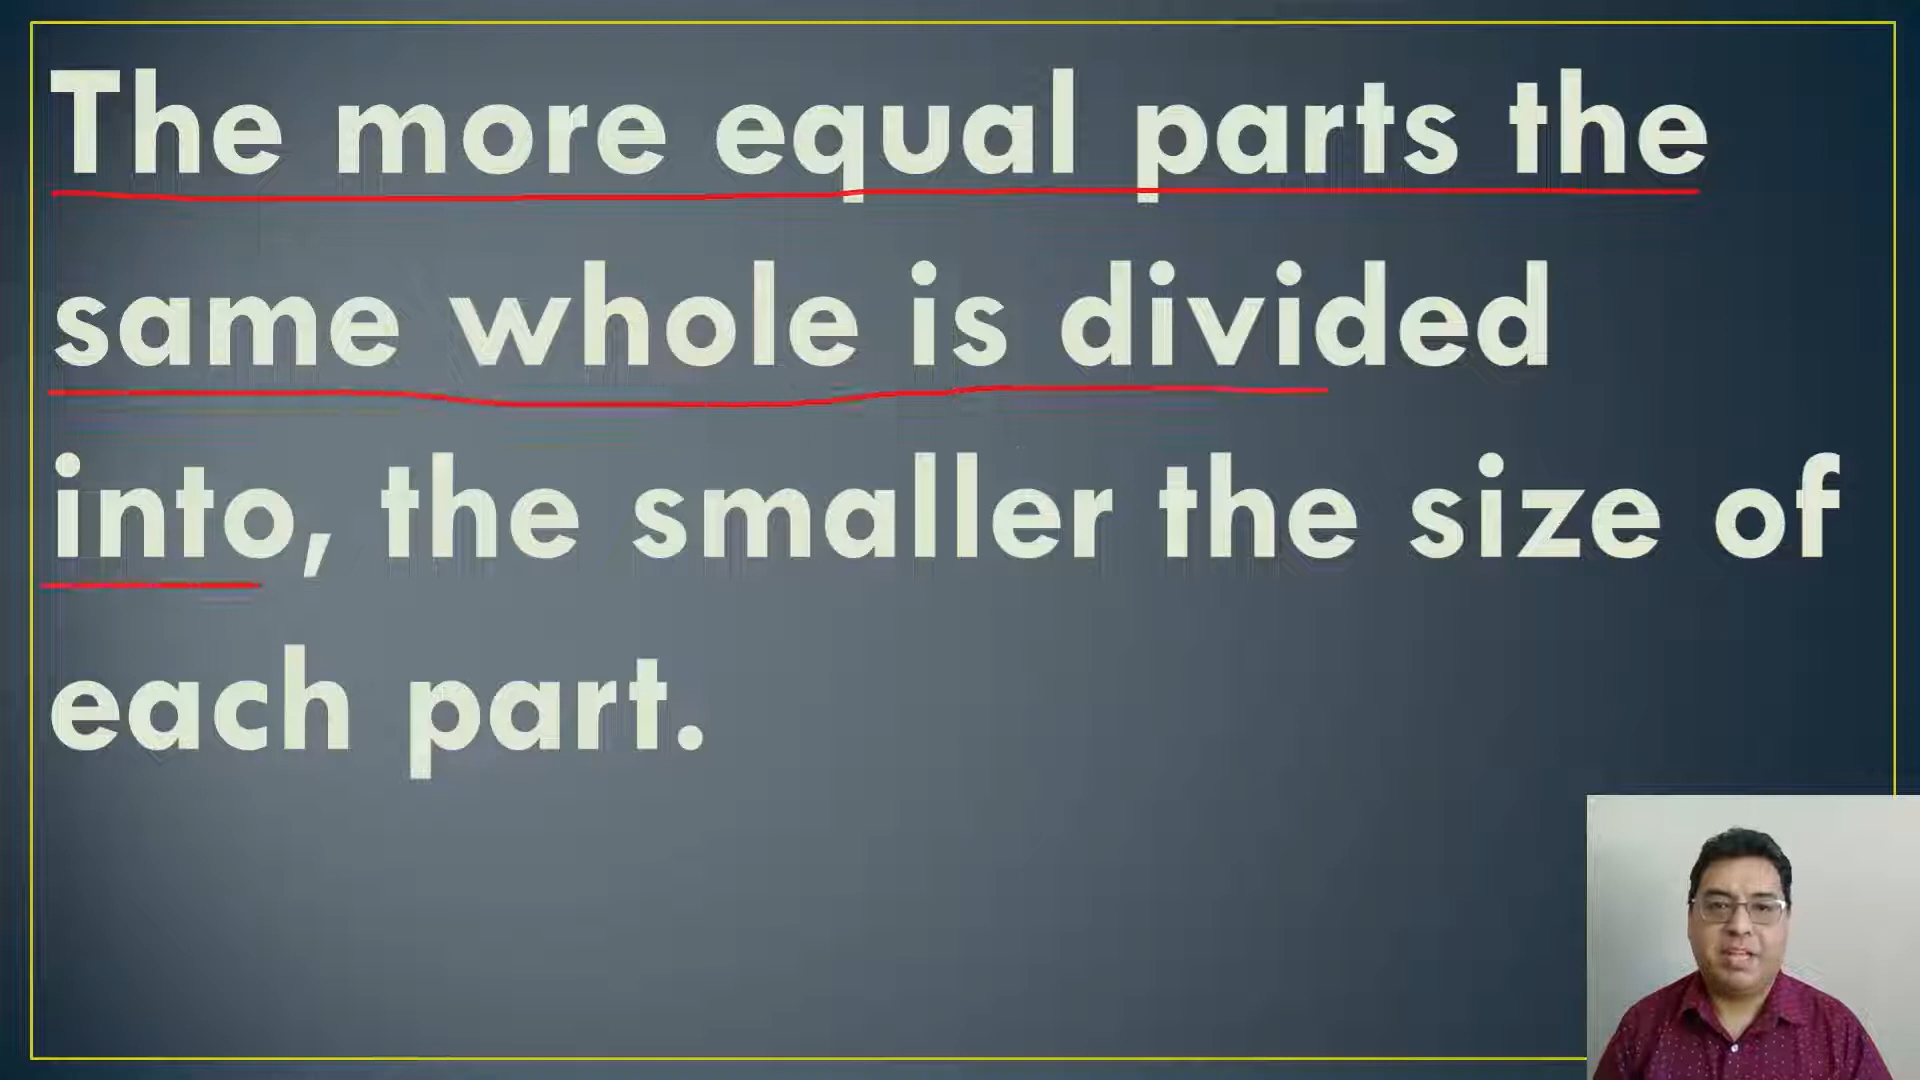 The more equal parts the
same whole is divided
into, the smaller the size of
each part.